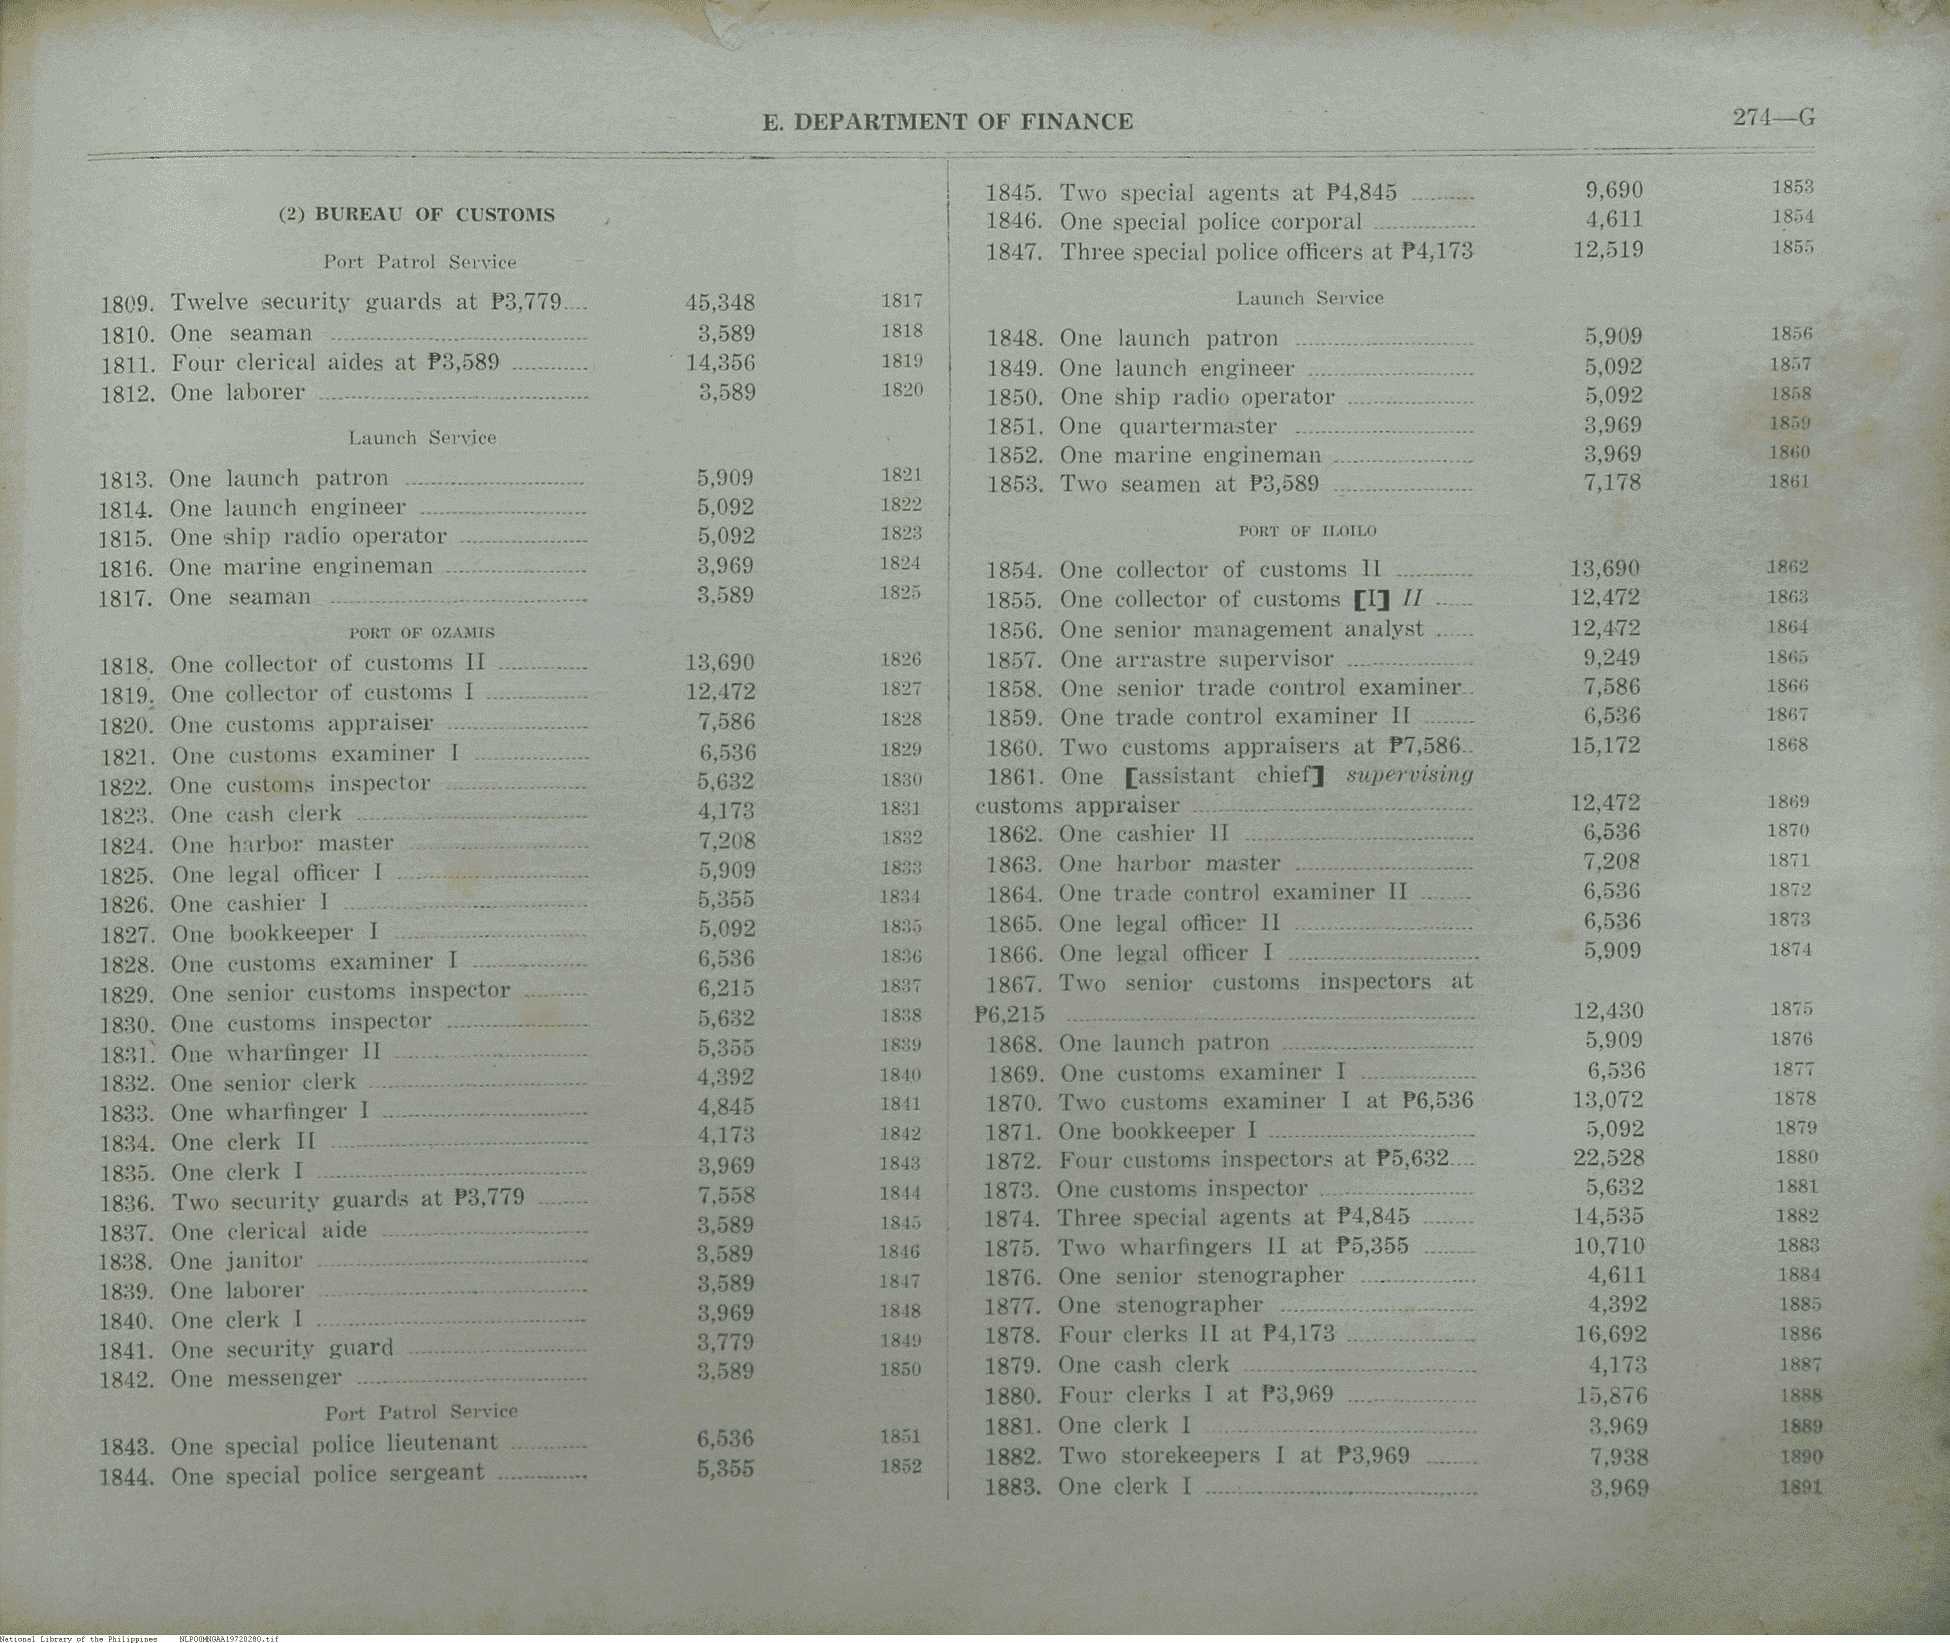 E. DEPARTMENT OF FINANCE
274—G
(2) BUREAU OF CUSTOMS
Port Patrol Service
1809. Twelve security guards at ₱3,779.... 45,348 1817
1810. One seaman 3,589 1818
1811. Four clerical aides at ₱3,589 14,356 1819
1812. One laborer 3,589 1820
Launch Service
1813. One launch patron 5,909 1821
1814. One launch engineer 5,092 1822
1815. One ship radio operator 5,092 1823
1816. One marine engineman 3,969 1824
1817. One seaman 3,589 1825
PORT OF OZAMIS
1818. One collector of customs II 13,690 1826
1819. One collector of customs I 12,472 1827
1820. One customs appraiser 7,586 1828
1821. One customs examiner I 6,536 1829
1822. One customs inspector 5,632 1830
1823. One cash clerk 4,173 1831
1824. One harbor master 7,208 1832
1825. One legal officer I 5,909 1833
1826. One cashier I 5,355 1834
1827. One bookkeeper I 5,092 1835
1828. One customs examiner I 6,536 1836
1829. One senior customs inspector 6,215 1837
1830. One customs inspector 5,632 1838
1831. One wharfinger II 5,355 1839
1832. One senior clerk 4,392 1840
1833. One wharfinger I 4,845 1841
1834. One clerk II 4,173 1842
1835. One clerk I 3,969 1843
1836. Two security guards at ₱3,779 7,558 1844
1837. One clerical aide 3,589 1845
1838. One janitor 3,589 1846
1839. One laborer 3,589 1847
1840. One clerk I 3,969 1848
1841. One security guard 3,779 1849
1842. One messenger 3,589 1850
Port Patrol Service
1843. One special police lieutenant 6,536 1851
1844. One special police sergeant 5,355 1852
1845. Two special agents at ₱4,845 9,690 1853
1846. One special police corporal 4,611 1854
1847. Three special police officers at ₱4,173 12,519 1855
Launch Service
1848. One launch patron 5,909 1856
1849. One launch engineer 5,092 1857
1850. One ship radio operator 5,092 1858
1851. One quartermaster 3,969 1859
1852. One marine engineman 3,969 1860
1853. Two seamen at ₱3,589 7,178 1861
PORT OF ILOILO
1854. One collector of customs II 13,690 1862
1855. One collector of customs [I] II 12,472 1863
1856. One senior management analyst 12,472 1864
1857. One arrastre supervisor 9,249 1865
1858. One senior trade control examiner.. 7,586 1866
1859. One trade control examiner II 6,536 1867
1860. Two customs appraisers at ₱7,586.. 15,172 1868
1861. One [assistant chief] supervising
customs appraiser 12,472 1869
1862. One cashier II 6,536 1870
1863. One harbor master 7,208 1871
1864. One trade control examiner II 6,536 1872
1865. One legal officer II 6,536 1873
1866. One legal officer I 5,909 1874
1867. Two senior customs inspectors at
₱6,215 12,430 1875
1868. One launch patron 5,909 1876
1869. One customs examiner I 6,536 1877
1870. Two customs examiner I at ₱6,536 13,072 1878
1871. One bookkeeper I 5,092 1879
1872. Four customs inspectors at ₱5,632.... 22,528 1880
1873. One customs inspector 5,632 1881
1874. Three special agents at ₱4,845 14,535 1882
1875. Two wharfingers II at ₱5,355 10,710 1883
1876. One senior stenographer 4,611 1884
1877. One stenographer 4,392 1885
1878. Four clerks II at ₱4,173 16,692 1886
1879. One cash clerk 4,173 1887
1880. Four clerks I at ₱3,969 15,876 1888
1881. One clerk I 3,969 1889
1882. Two storekeepers I at ₱3,969 7,938 1890
1883. One clerk I 3,969 1891
National Library of the Philippines NLPOOMNGAA19720280.tif